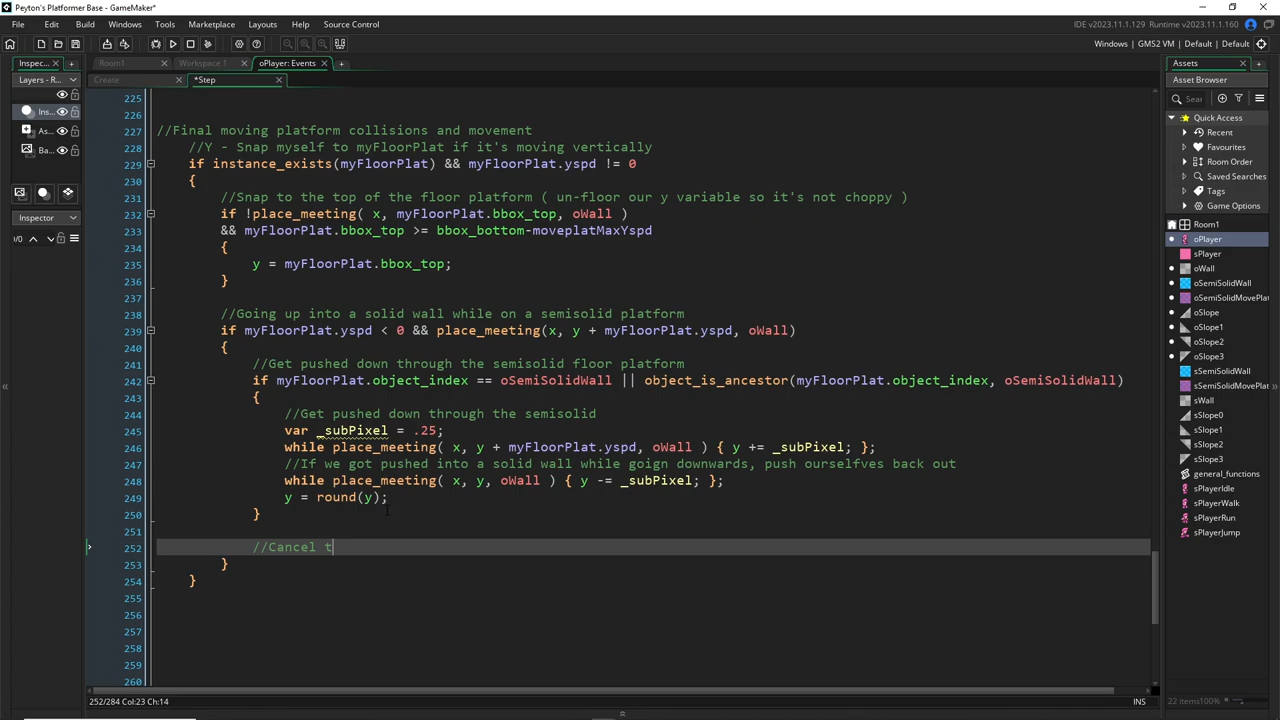 Peyton's Platformer Base - GameMaker*
File Edit Build Windows Tools Marketplace Layouts Help Source Control
IDE v2023.11.1.129 Runtime v2023.11.1.160
Windows | GMS2 VM | Default | Default
Inspec...
Room1
Workspace 1
oPlayer: Events
Assets
Layers - R...
Create
*Step
Asset Browser
Sear
Ins...
As...
Ba...
Inspector
1/0
225
226
227 //Final moving platform collisions and movement
228 //Y - Snap myself to myFloorPlat if it's moving vertically
229 if instance_exists(myFloorPlat) && myFloorPlat.yspd != 0
230 {
231 //Snap to the top of the floor platform ( un-floor our y variable so it's not choppy )
232 if !place_meeting( x, myFloorPlat.bbox_top, oWall )
233 && myFloorPlat.bbox_top >= bbox_bottom-moveplatMaxYspd
234 {
235 y = myFloorPlat.bbox_top;
236 }
237
238 //Going up into a solid wall while on a semisolid platform
239 if myFloorPlat.yspd < 0 && place_meeting(x, y + myFloorPlat.yspd, oWall)
240 {
241 //Get pushed down through the semisolid floor platform
242 if myFloorPlat.object_index == oSemiSolidWall || object_is_ancestor(myFloorPlat.object_index, oSemiSolidWall)
243 {
244 //Get pushed down through the semisolid
245 var _subPixel = .25;
246 while place_meeting( x, y + myFloorPlat.yspd, oWall ) { y += _subPixel; };
247 //If we got pushed into a solid wall while goign downwards, push ourselfves back out
248 while place_meeting( x, y, oWall ) { y -= _subPixel; };
249 y = round(y);
250 }
251
252 //Cancel t
253 }
254 }
255
256
257
258
259
260
Quick Access
Recent
Favourites
Room Order
Saved Searches
Tags
Game Options
Room1
oPlayer
sPlayer
oWall
oSemiSolidWall
oSemiSolidMovePlat
oSlope
oSlope1
oSlope2
oSlope3
sSemiSolidWall
sSemiSolidMovePlat
sWall
sSlope0
sSlope1
sSlope2
sSlope3
general_functions
sPlayerIdle
sPlayerWalk
sPlayerRun
sPlayerJump
252/284 Col:23 Ch:14
INS
22 items
100%